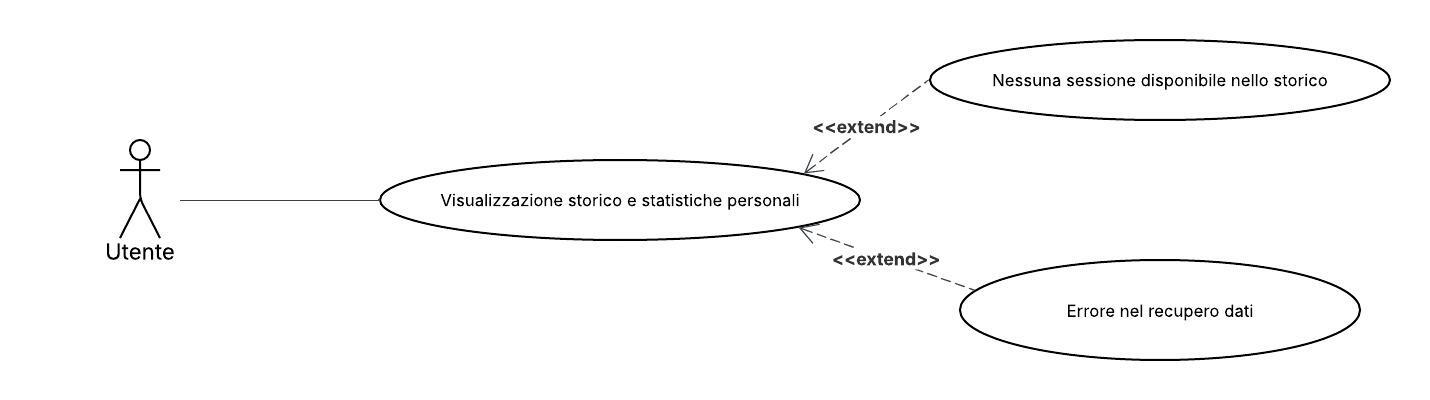 Nessuna sessione disponibile nello storico
<<extend>>
Visualizzazione storico e statistiche personali
Utente
<<extend>>
Errore nel recupero dati